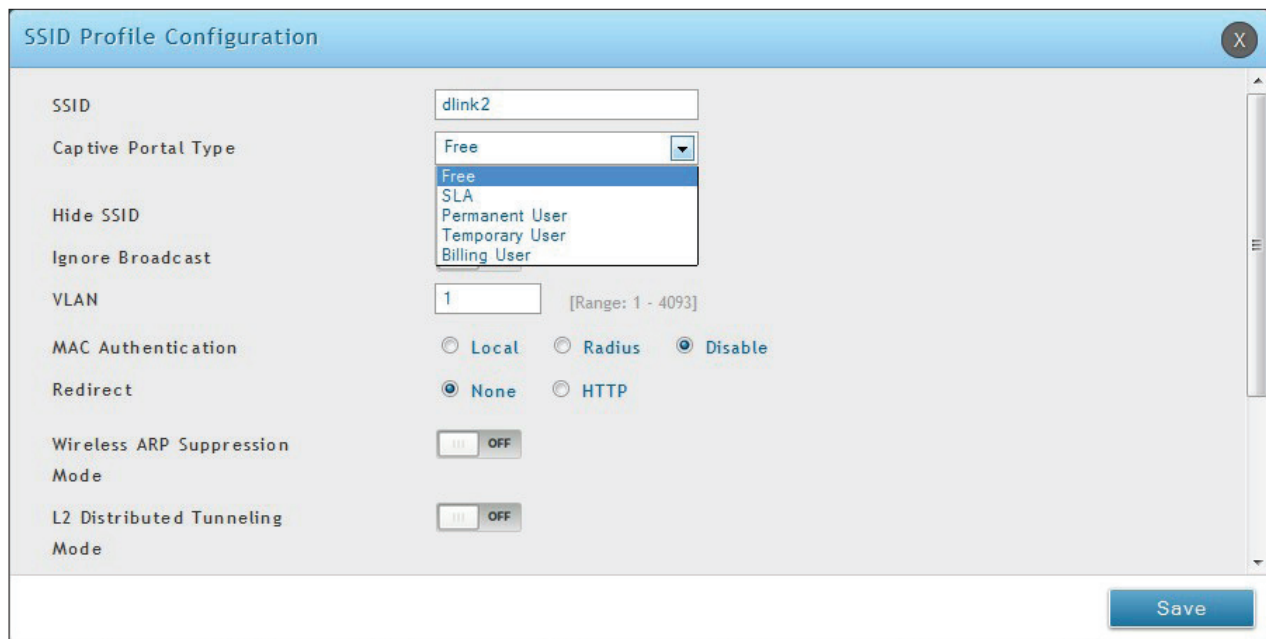 SSID Profile Configuration
X
SSID
dlink2
Captive Portal Type
Free
Free
SLA
Permanent User
Temporary User
Billing User
Hide SSID
Ignore Broadcast
VLAN
1
[Range: 1 - 4093]
MAC Authentication
Local Radius Disable
Redirect
None HTTP
Wireless ARP Suppression
Mode
OFF
L2 Distributed Tunneling
Mode
OFF
Save